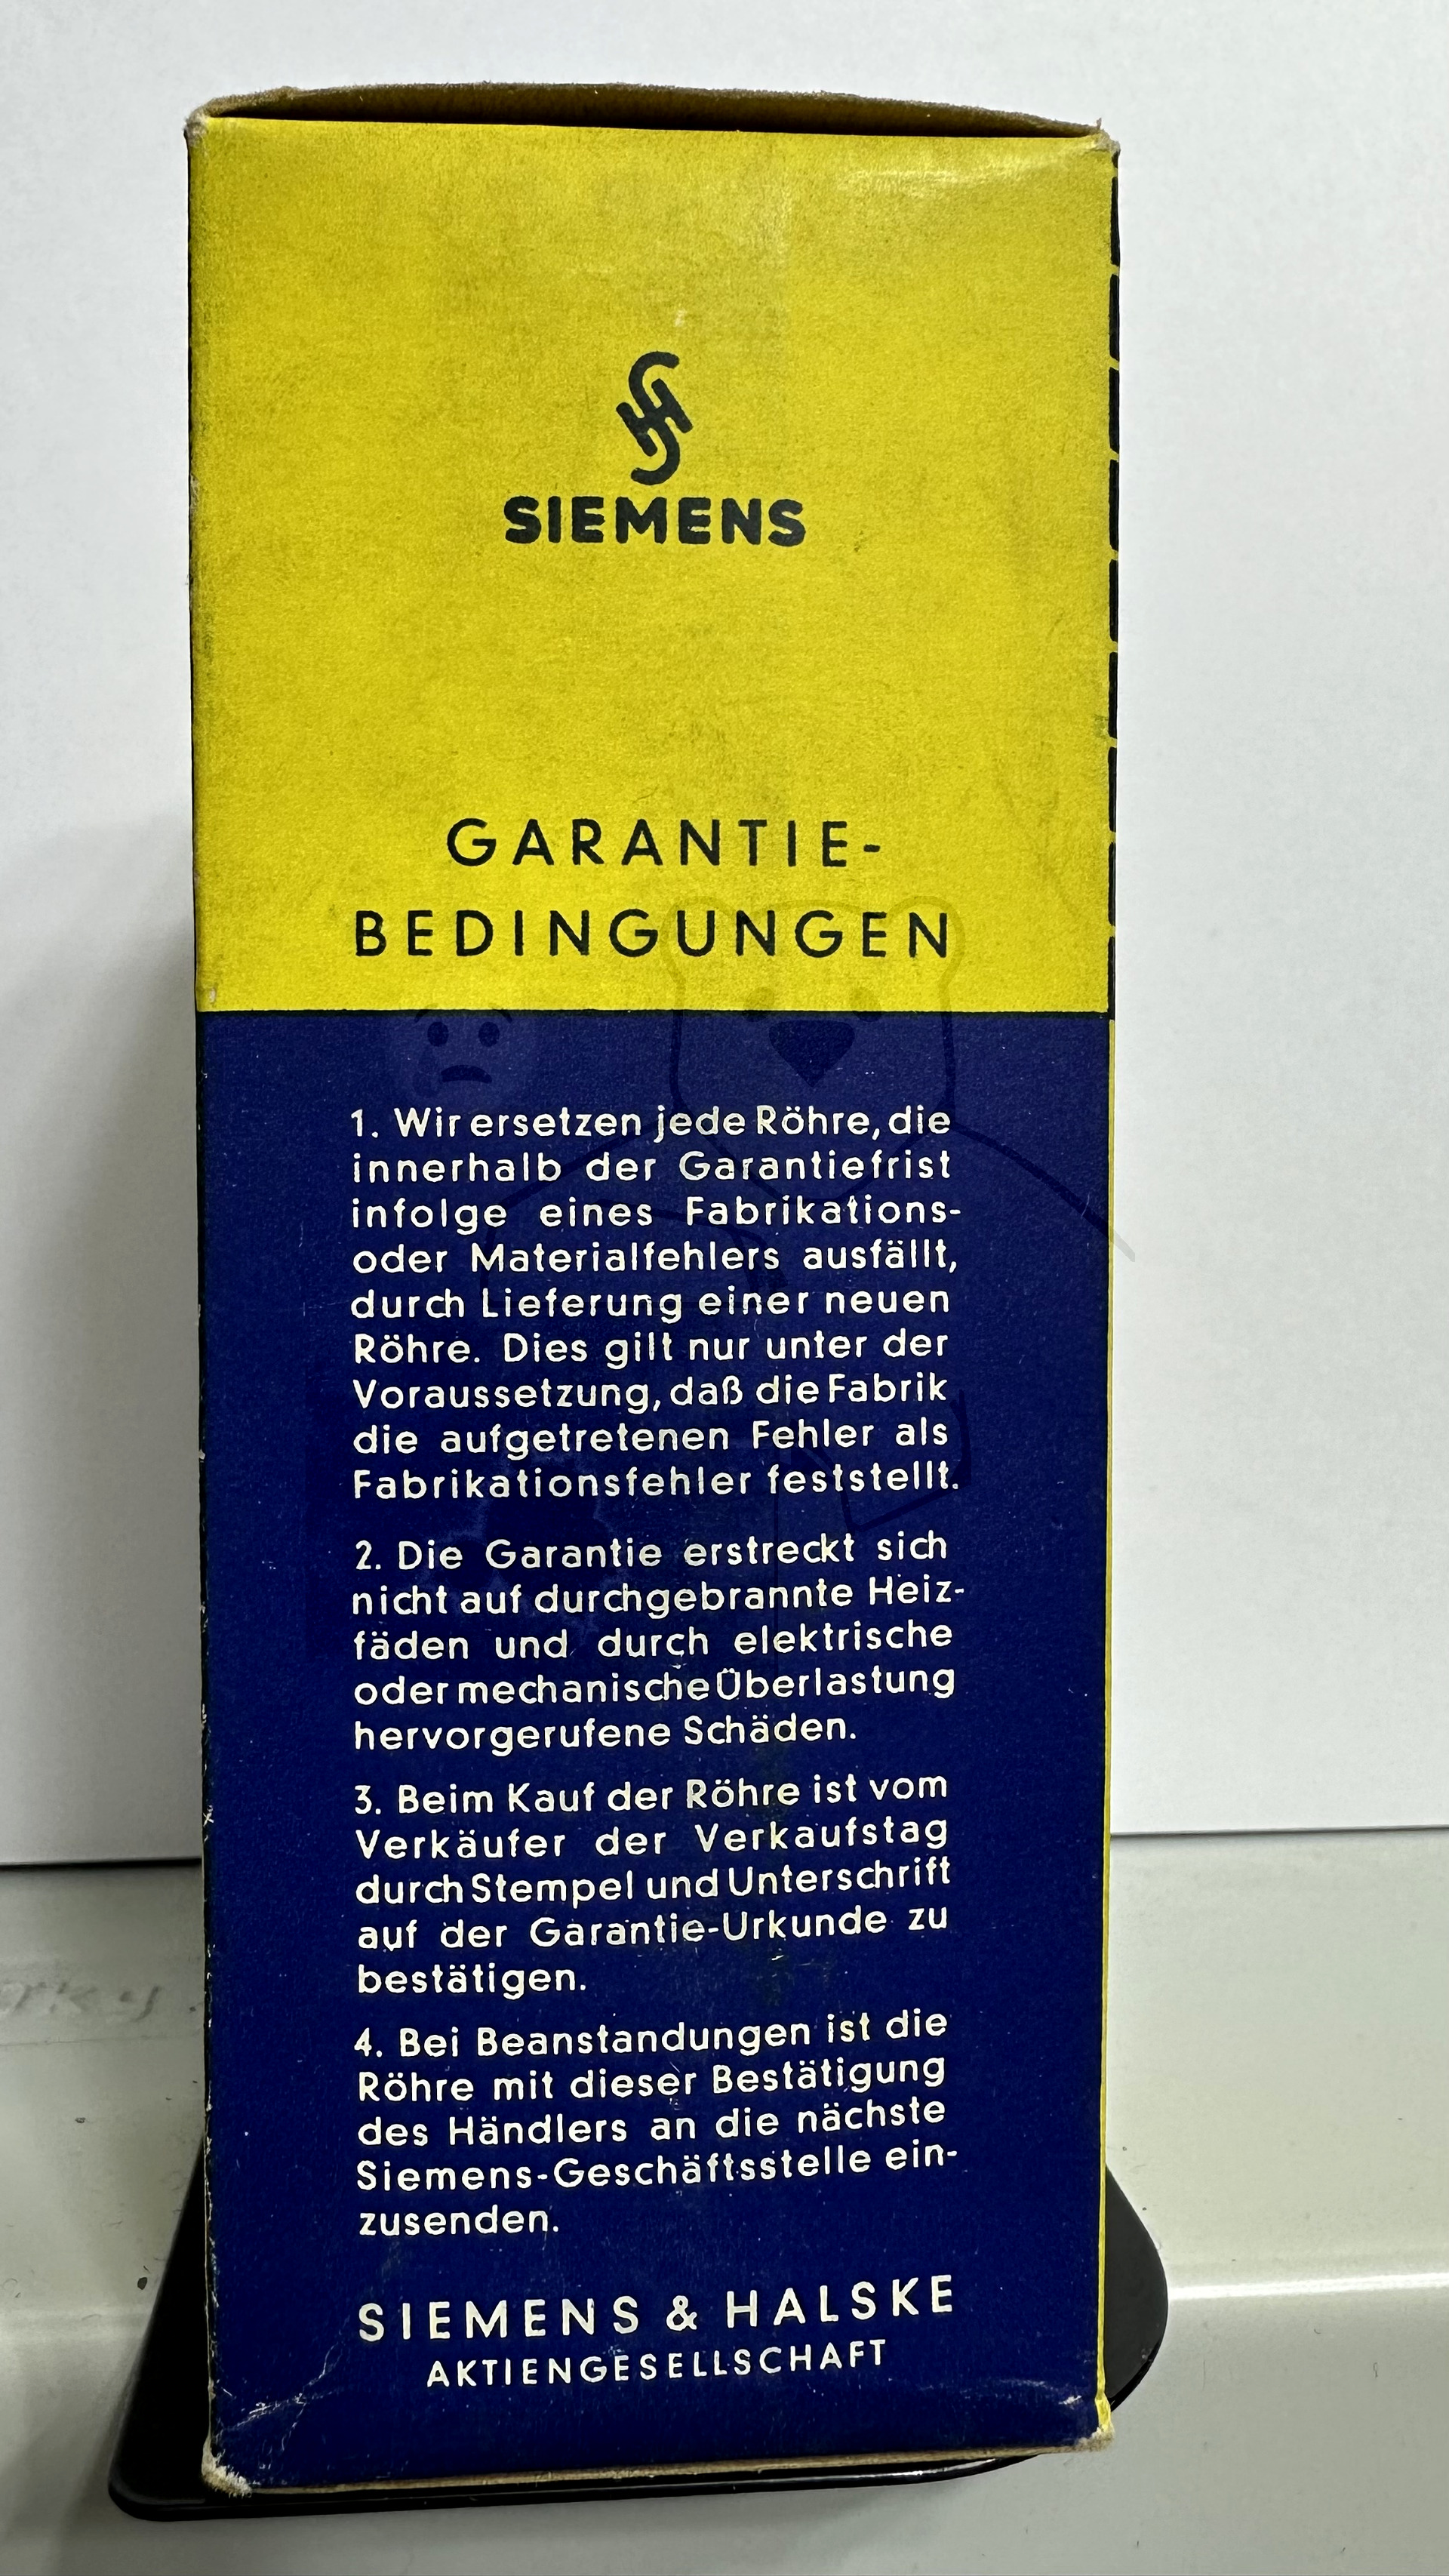 SIEMENS
GARANTIE-
BEDINGUNGEN
1. Wir ersetzen jede Röhre, die
innerhalb der Garantiefrist
infolge eines Fabrikations-
oder Materialfehlers ausfällt,
durch Lieferung einer neuen
Röhre. Dies gilt nur unter der
Voraussetzung, daß die Fabrik
die aufgetretenen Fehler als
Fabrikationsfehler feststellt.
2. Die Garantie erstreckt sich
nicht auf durchgebrannte Heiz-
fäden und durch elektrische
oder mechanische Überlastung
hervorgerufene Schäden.
3. Beim Kauf der Röhre ist vom
Verkäufer der Verkaufstag
durch Stempel und Unterschrift
auf der Garantie-Urkunde zu
bestätigen.
4. Bei Beanstandungen ist die
Röhre mit dieser Bestätigung
des Händlers an die nächste
Siemens-Geschäftsstelle ein-
zusenden.
SIEMENS & HALSKE
AKTIENGESELLSCHAFT